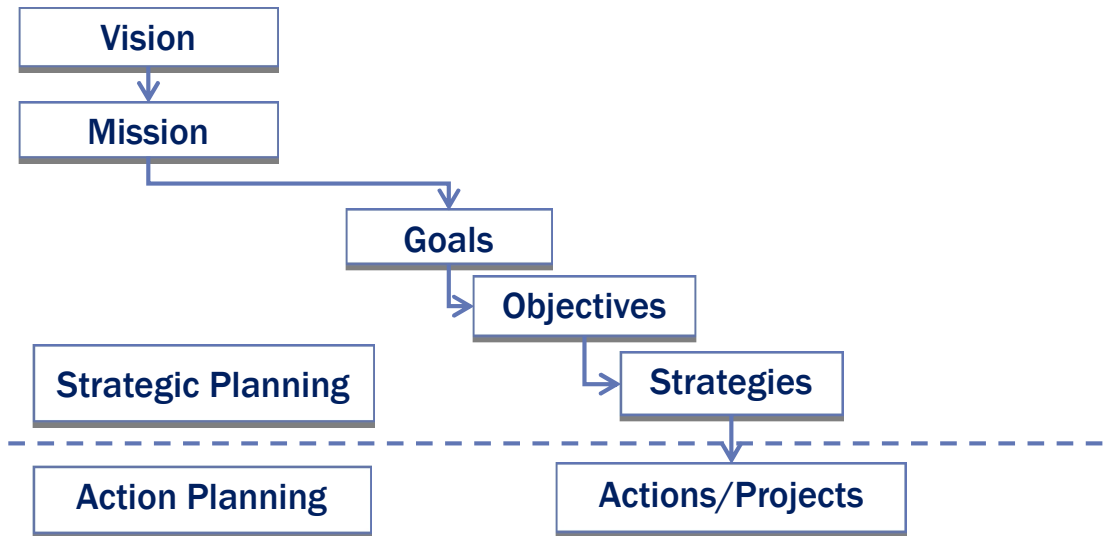 Vision
Mission
Goals
Objectives
Strategies
Strategic Planning
Action Planning
Actions/Projects